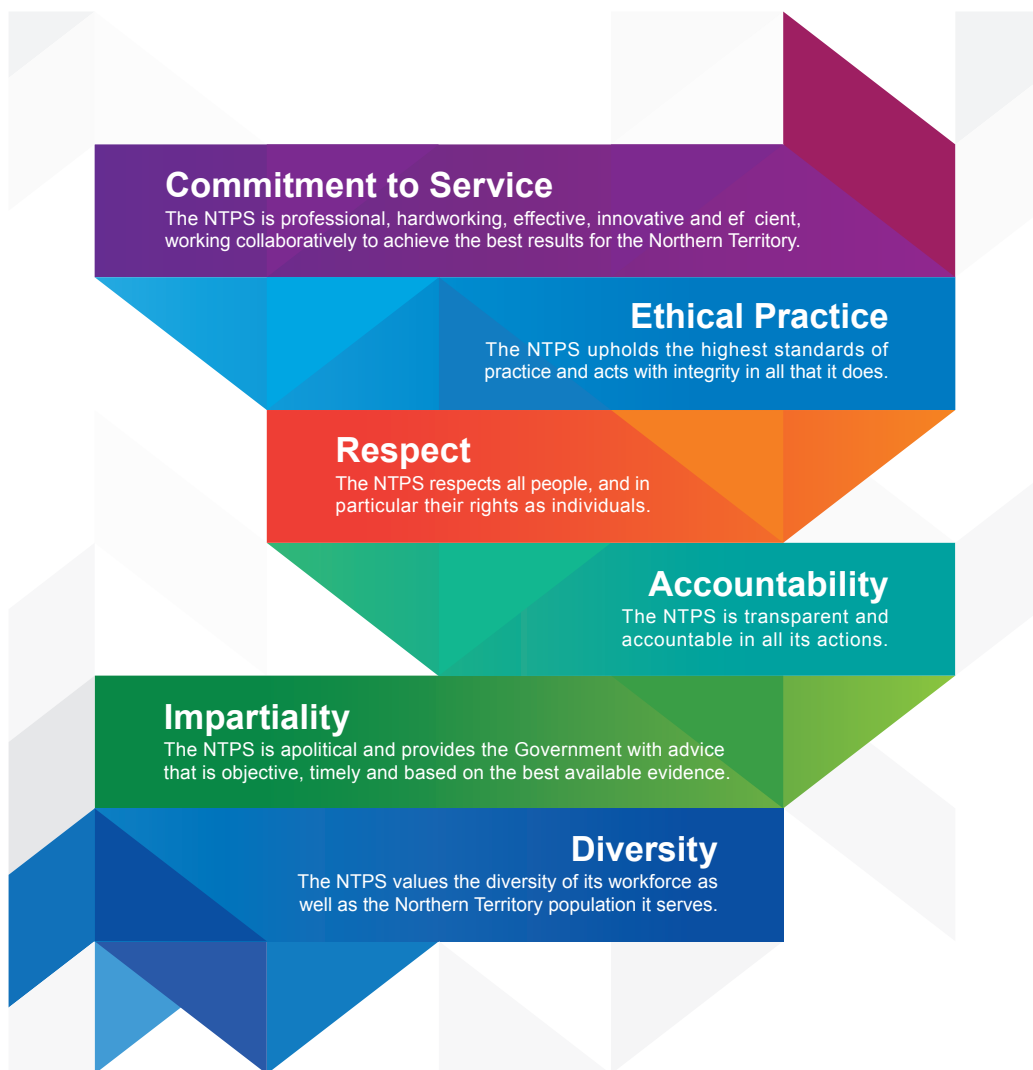 Commitment to Service
The NTPS is professional, hardworking, effective, innovative and ef cient,
working collaboratively to achieve the best results for the Northern Territory.
Ethical Practice
The NTPS upholds the highest standards of
practice and acts with integrity in all that it does.
Respect
The NTPS respects all people, and in
particular their rights as individuals.
Accountability
The NTPS is transparent and
accountable in all its actions.
Impartiality
The NTPS is apolitical and provides the Government with advice
that is objective, timely and based on the best available evidence.
Diversity
The NTPS values the diversity of its workforce as
well as the Northern Territory population it serves.